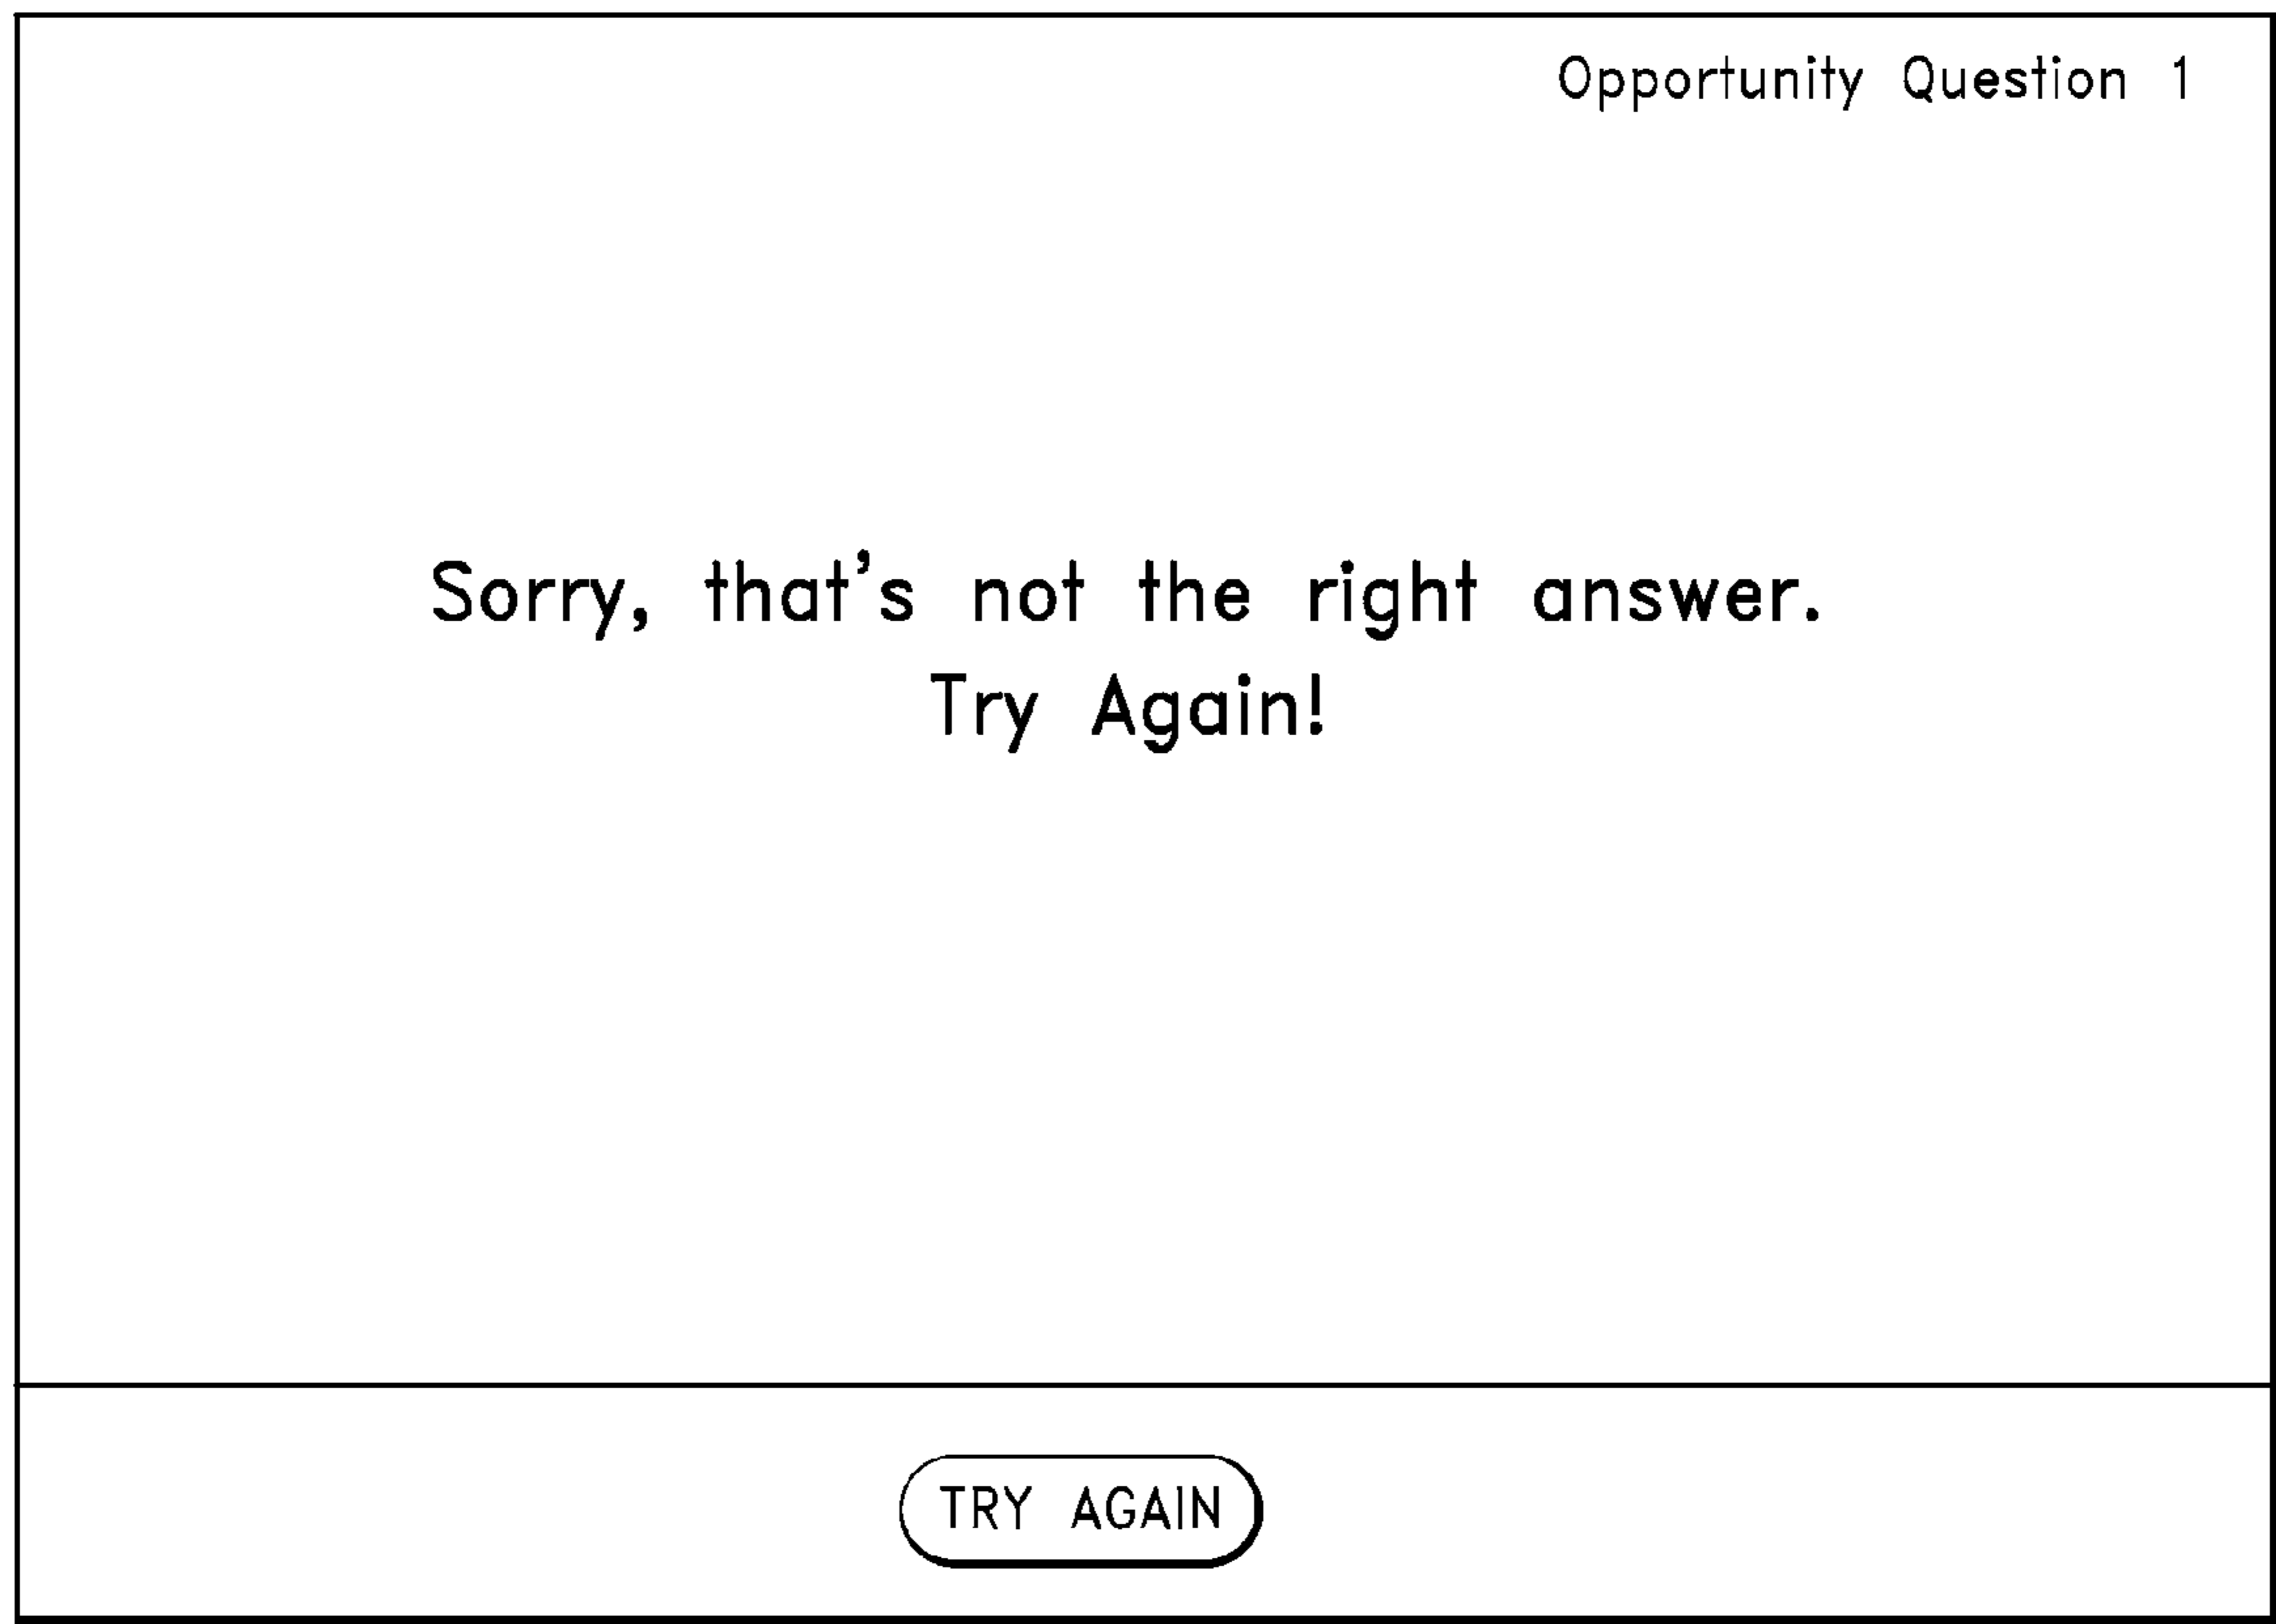 Opportunity Question 1
Sorry, that's not the right answer.
Try Again!
TRY AGAIN